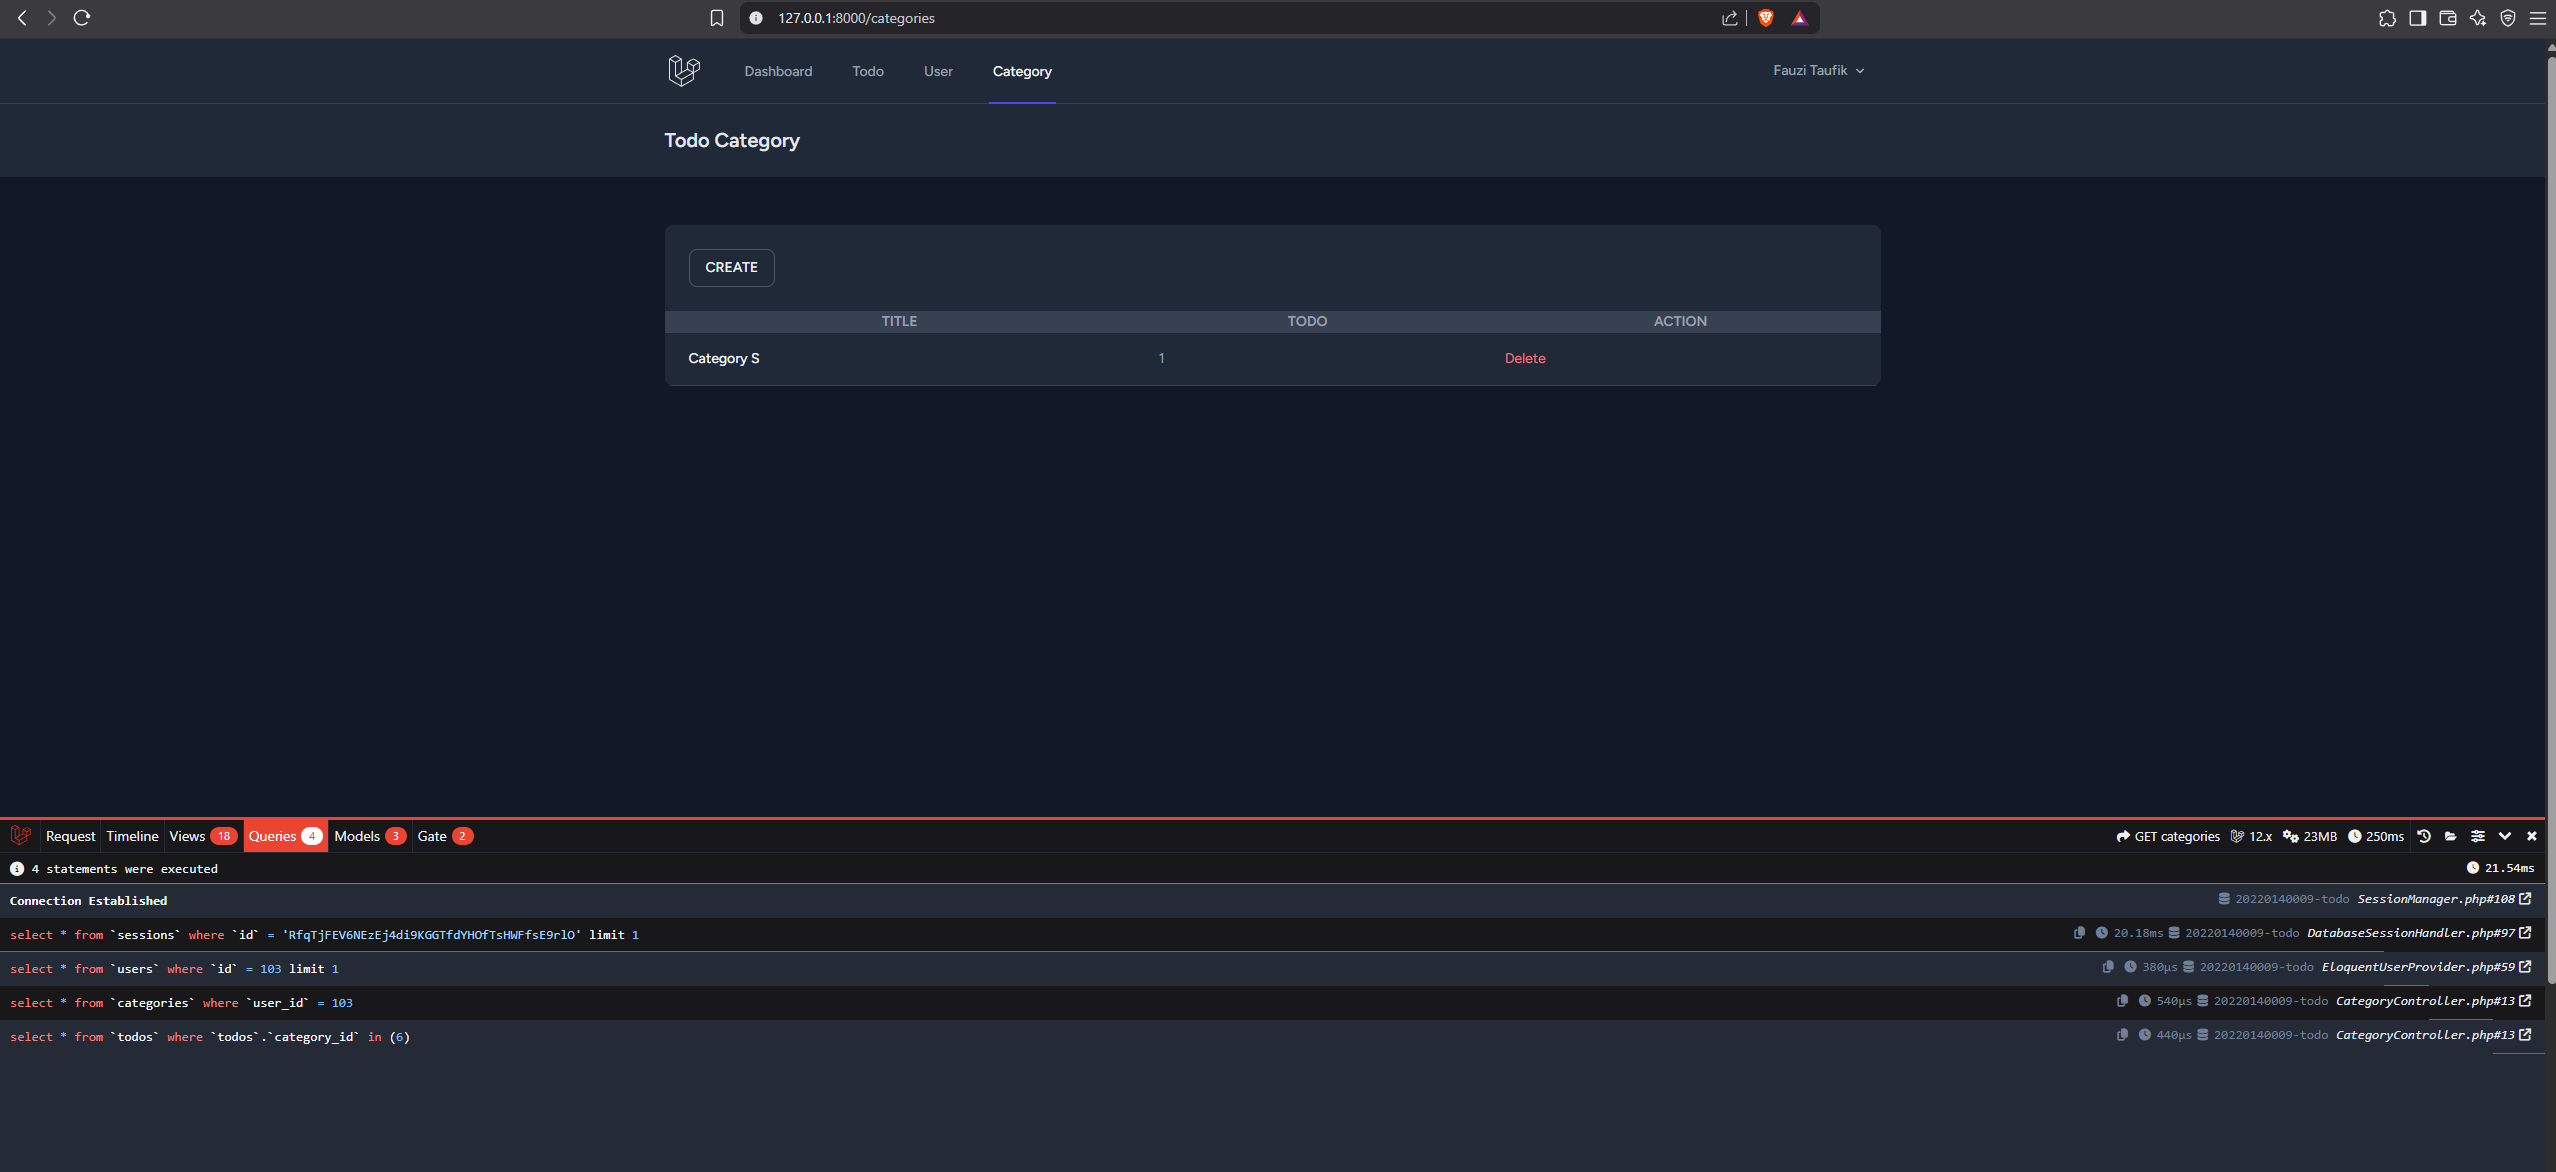 127.0.0.1:8000/categories
Dashboard Todo User Category Fauzi Taufik
Todo Category
CREATE
TITLE TODO ACTION
Category S 1 Delete
Request Timeline Views 18 Queries 4 Models 3 Gate 2 GET categories 12.x 23MB 250ms
4 statements were executed 21.54ms
Connection Established 20220140009-todo SessionManager.php#108
select * from `sessions` where `id` = 'RfqTjFEV6NEzEj4di9KGGTfdYHOfTsHWFfsE9rlO' limit 1 20.18ms 20220140009-todo DatabaseSessionHandler.php#97
select * from `users` where `id` = 103 limit 1 380μs 20220140009-todo EloquentUserProvider.php#59
select * from `categories` where `user_id` = 103 540μs 20220140009-todo CategoryController.php#13
select * from `todos` where `todos`.`category_id` in (6) 440μs 20220140009-todo CategoryController.php#13